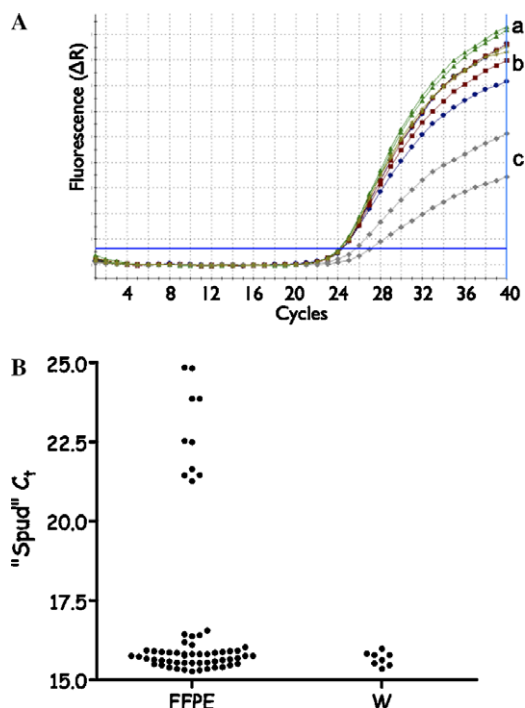 A
Fluorescence (ΔR)
a
b
c
4 8 12 16 20 24 28 32 36 40
Cycles
B
25.0
22.5
20.0
17.5
15.0
"Spud" Cₜ
FFPE W